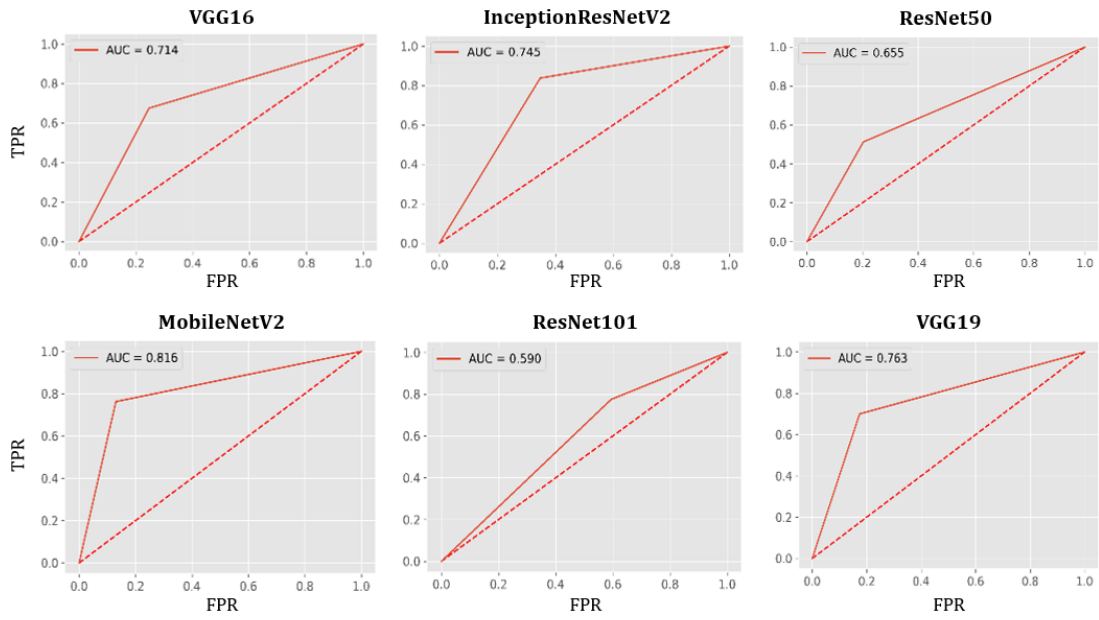 VGG16
AUC = 0.714
TPR
1.0
0.8
0.6
0.4
0.2
0.0
0.0 0.2 0.4 0.6 0.8 1.0
FPR
InceptionResNetV2
AUC = 0.745
1.0
0.8
0.6
0.4
0.2
0.0
0.0 0.2 0.4 0.6 0.8 1.0
FPR
ResNet50
AUC = 0.655
1.0
0.8
0.6
0.4
0.2
0.0
0.0 0.2 0.4 0.6 0.8 1.0
FPR
MobileNetV2
AUC = 0.816
TPR
1.0
0.8
0.6
0.4
0.2
0.0
0.0 0.2 0.4 0.6 0.8 1.0
FPR
ResNet101
AUC = 0.590
1.0
0.8
0.6
0.4
0.2
0.0
0.0 0.2 0.4 0.6 0.8 1.0
FPR
VGG19
AUC = 0.763
1.0
0.8
0.6
0.4
0.2
0.0
0.0 0.2 0.4 0.6 0.8 1.0
FPR